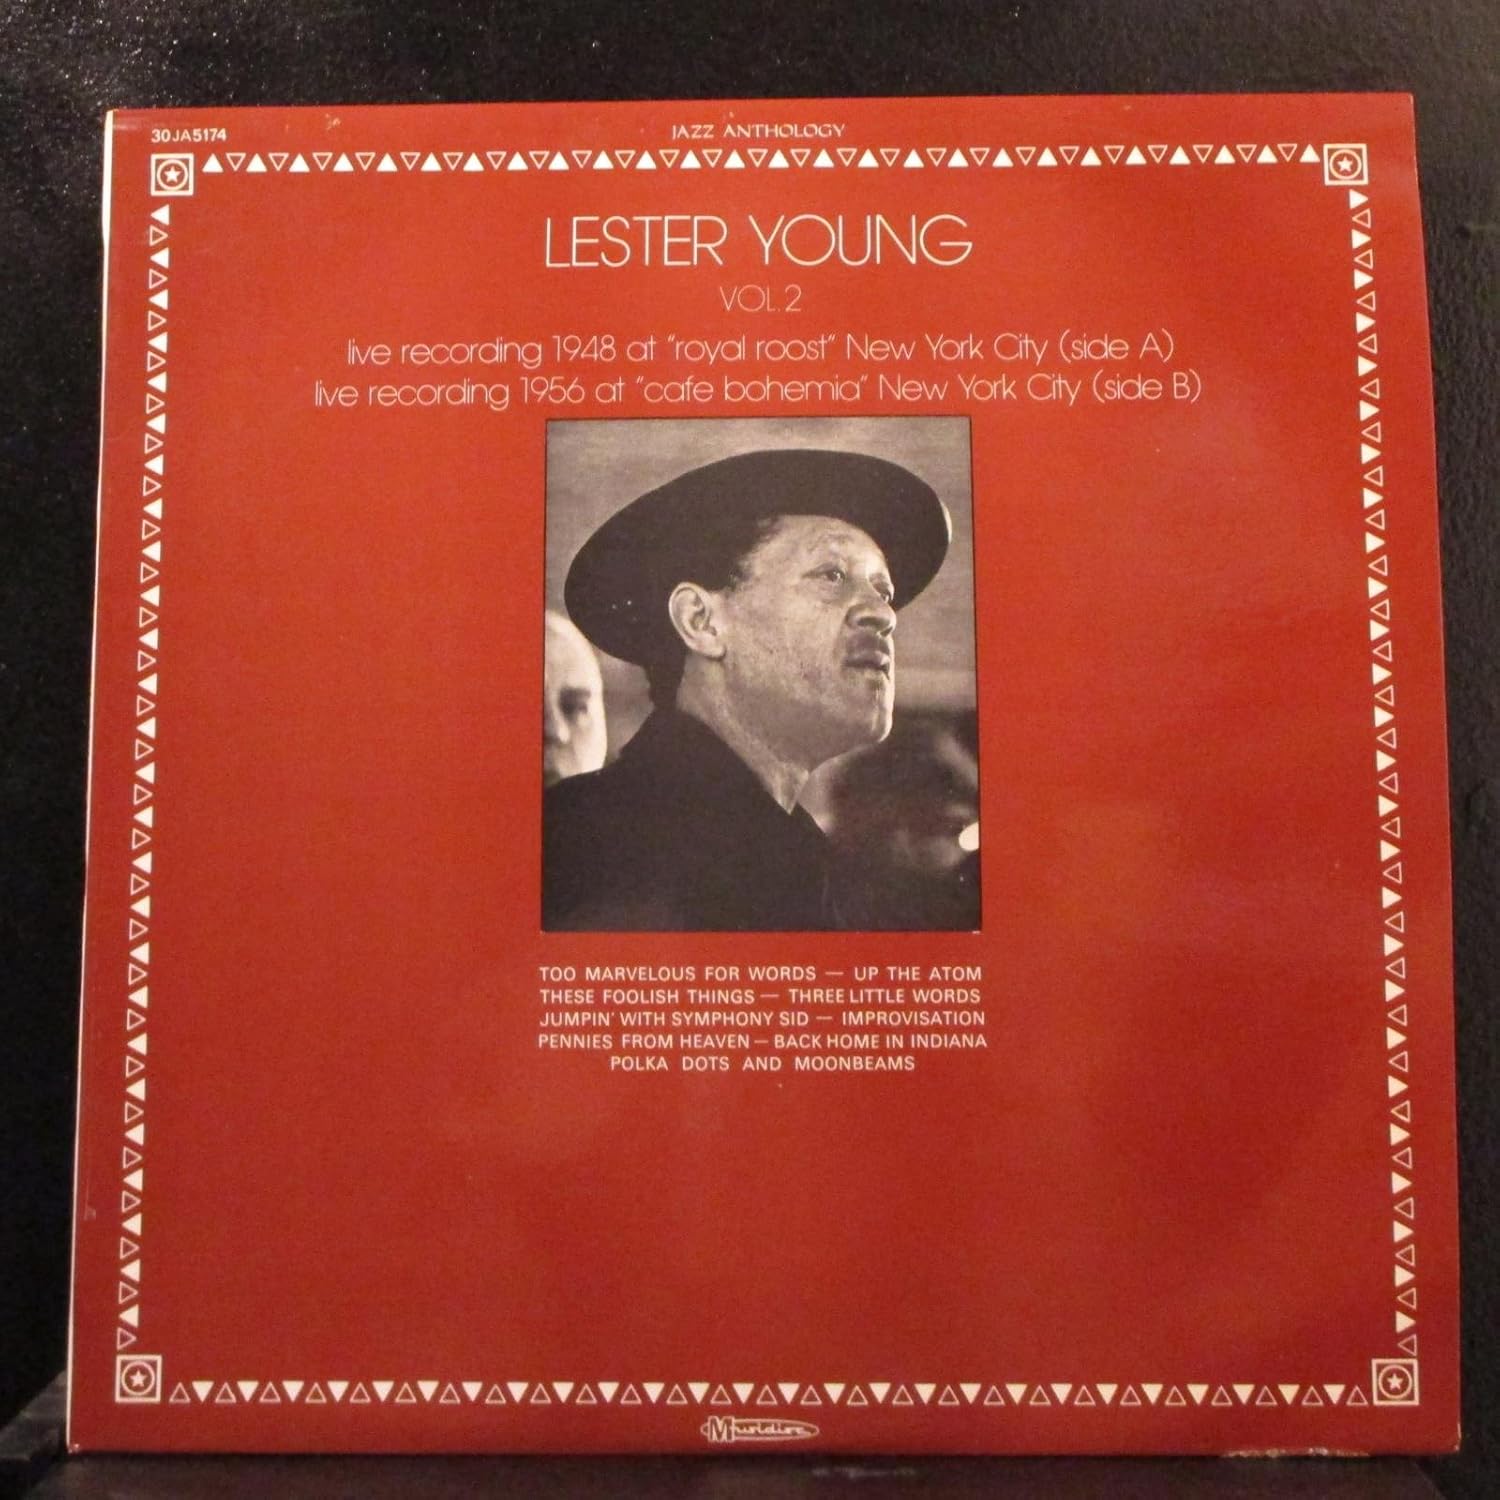 30JA5174
JAZZ ANTHOLOGY
LESTER YOUNG
VOL.2
live recording 1948 at "royal roost" New York City (side A)
live recording 1956 at "cafe bohemia" New York City (side B)
TOO MARVELOUS FOR WORDS — UP THE ATOM
THESE FOOLISH THINGS — THREE LITTLE WORDS
JUMPIN' WITH SYMPHONY SID — IMPROVISATION
PENNIES FROM HEAVEN — BACK HOME IN INDIANA
POLKA DOTS AND MOONBEAMS
Musidisc